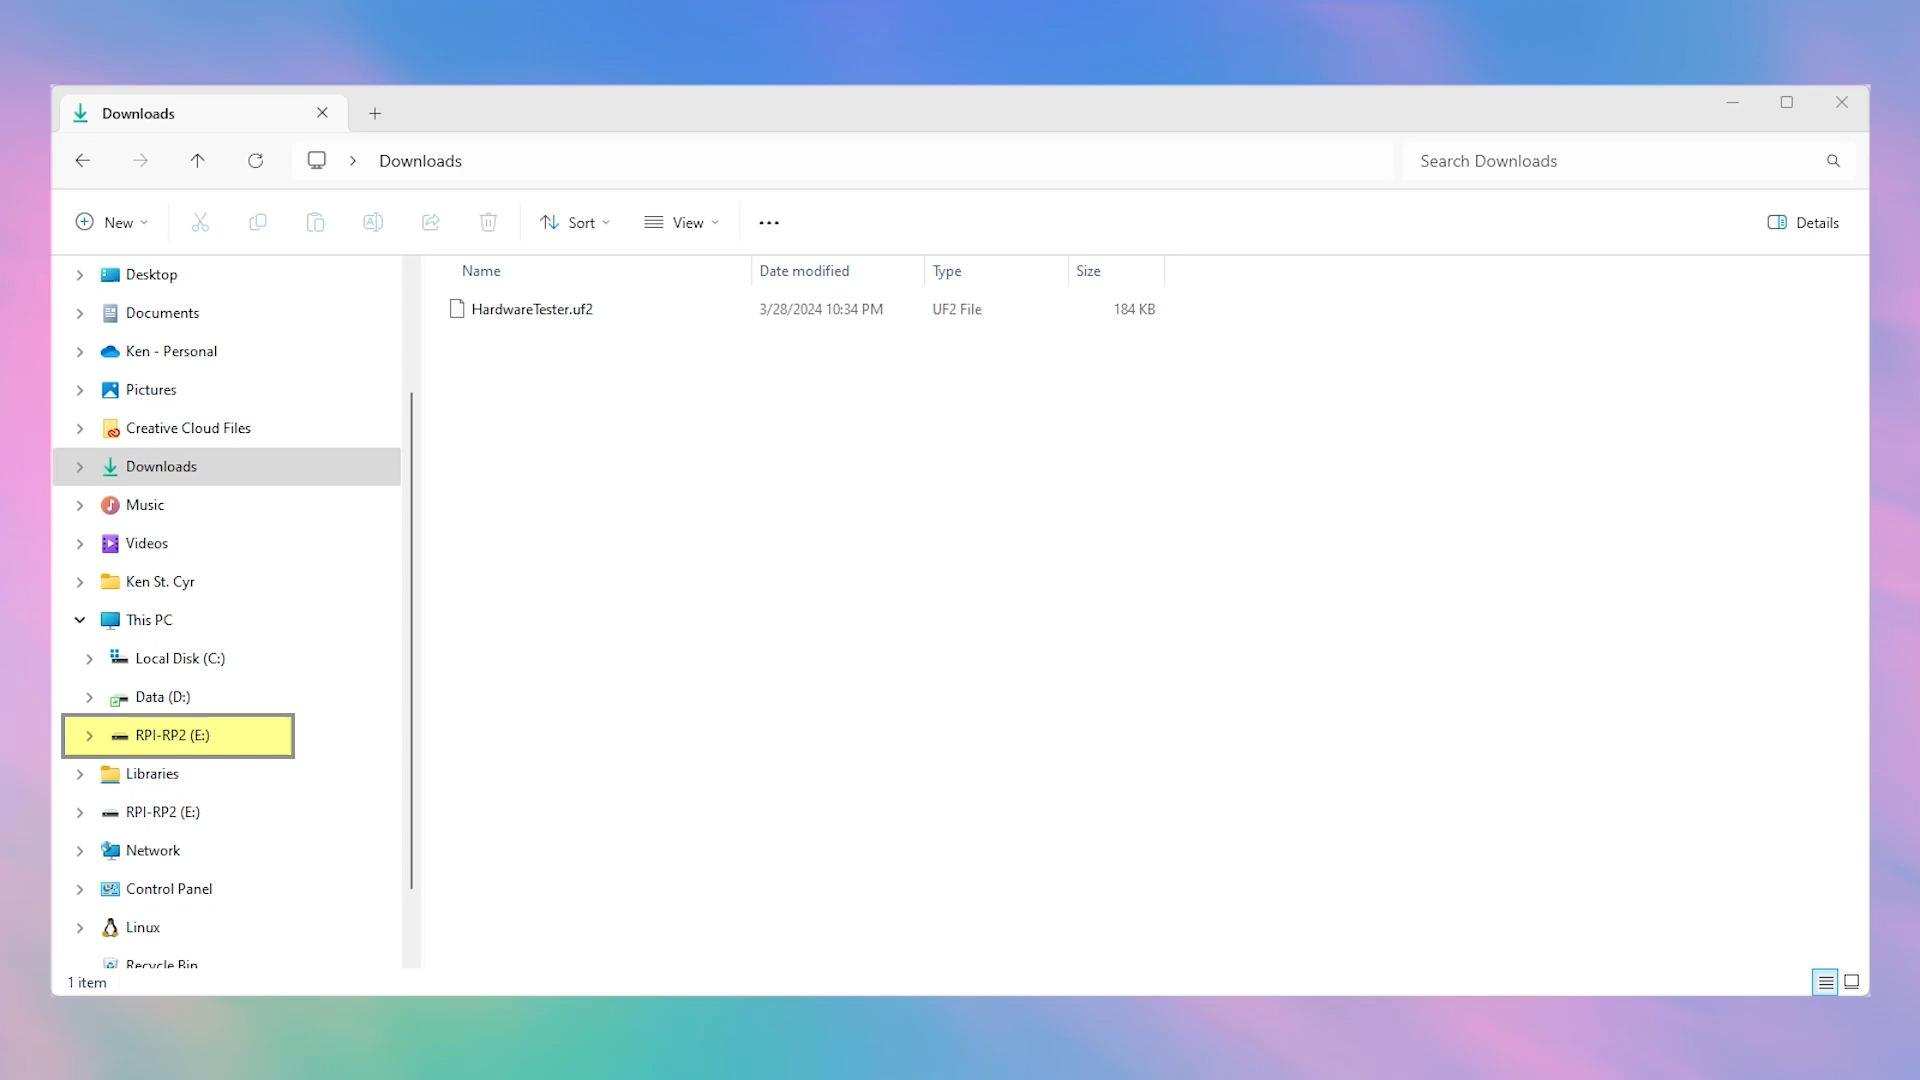 Downloads
Downloads
Search Downloads
New
Sort
View
Details
Desktop
Documents
Ken - Personal
Pictures
Creative Cloud Files
Downloads
Music
Videos
Ken St. Cyr
This PC
Local Disk (C:)
Data (D:)
RPI-RP2 (E:)
Libraries
RPI-RP2 (E:)
Network
Control Panel
Linux
Recycle Bin
Name Date modified Type Size
HardwareTester.uf2 3/28/2024 10:34 PM UF2 File 184 KB
1 item